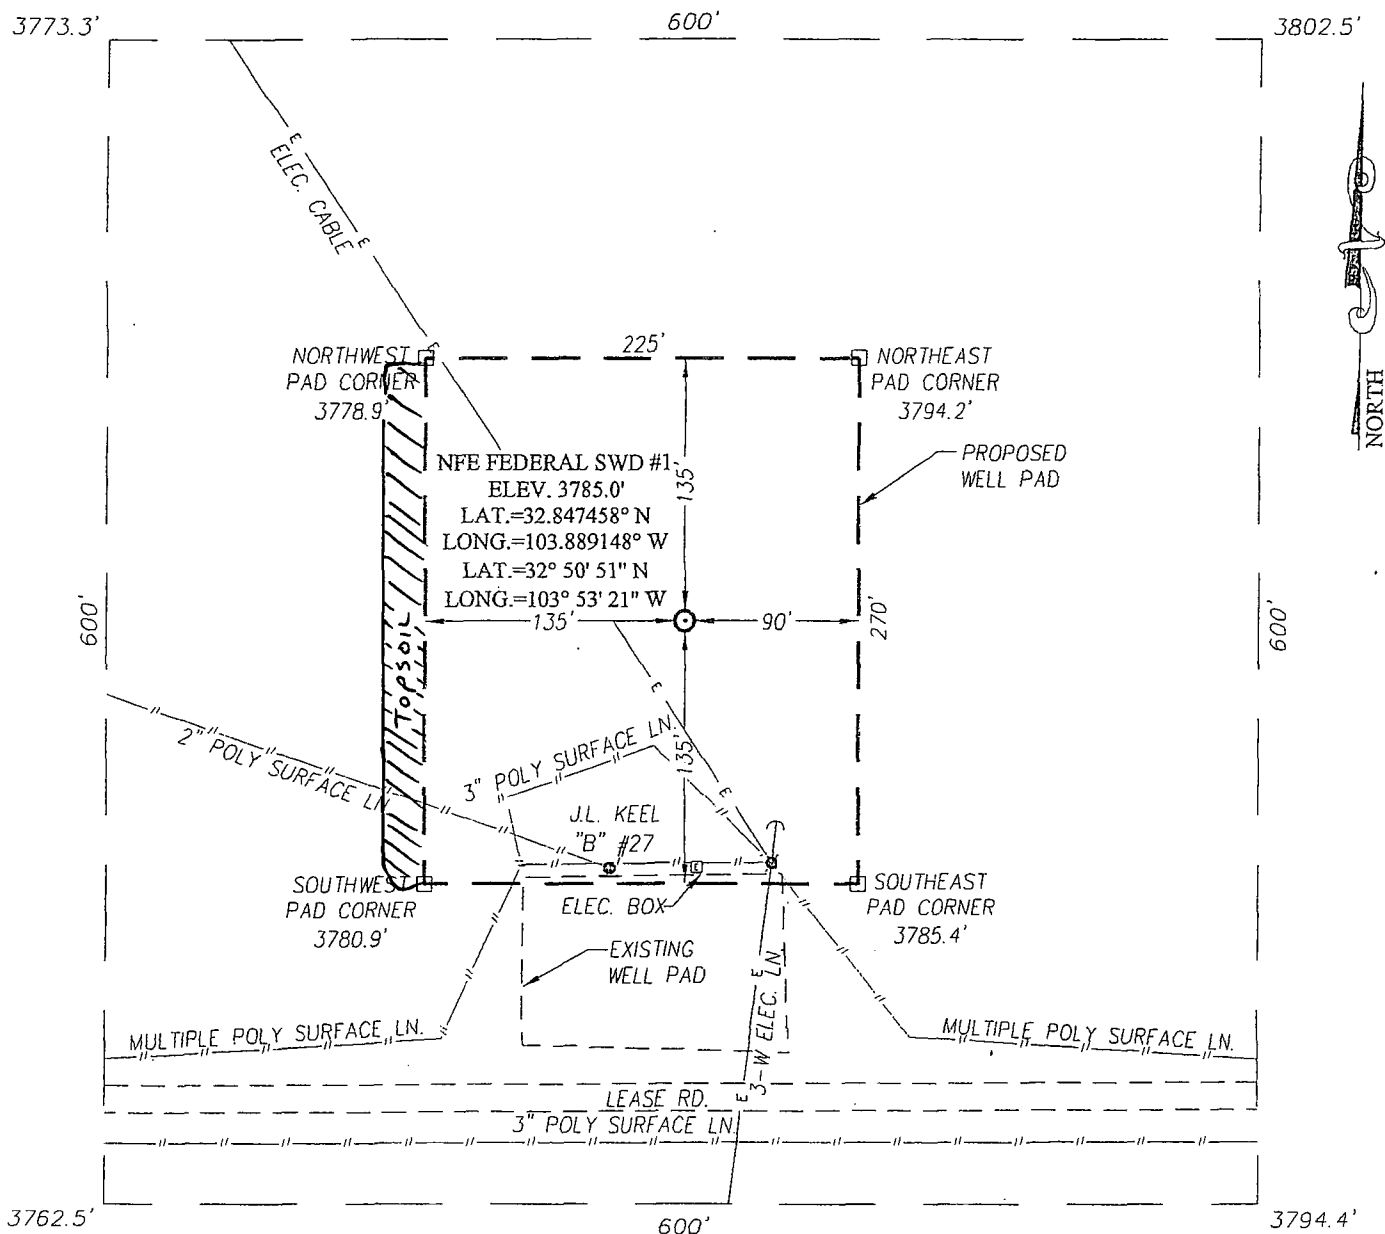 3773.3'
600'
3802.5'
E
ELEC. CABLE
E
E
NORTH
NORTHWEST
PAD CORNER
3778.9'
225'
NORTHEAST
PAD CORNER
3794.2'
PROPOSED
WELL PAD
NFE FEDERAL SWD #1
ELEV. 3785.0'
LAT.=32.847458° N
LONG.=103.889148° W
LAT.=32° 50' 51" N
LONG.=103° 53' 21" W
135'
135'
90'
270'
600'
600'
TOPSOIL
E
2" POLY SURFACE LN.
3" POLY SURFACE LN.
135'
E
J.L. KEEL
"B" #27
E
SOUTHWEST
PAD CORNER
3780.9'
ELEC. BOX
SOUTHEAST
PAD CORNER
3785.4'
EXISTING
WELL PAD
E
3-W ELEC. LN.
E
MULTIPLE POLY SURFACE LN.
MULTIPLE POLY SURFACE LN.
LEASE RD.
3" POLY SURFACE LN.
3762.5'
600'
3794.4'